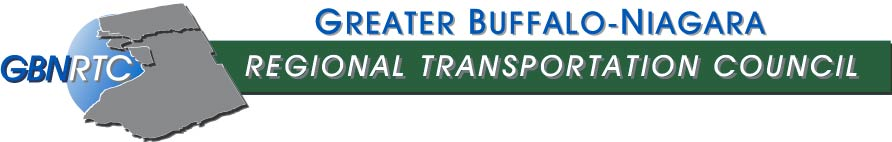 GREATER BUFFALO-NIAGARA
GBNRTC
REGIONAL TRANSPORTATION COUNCIL